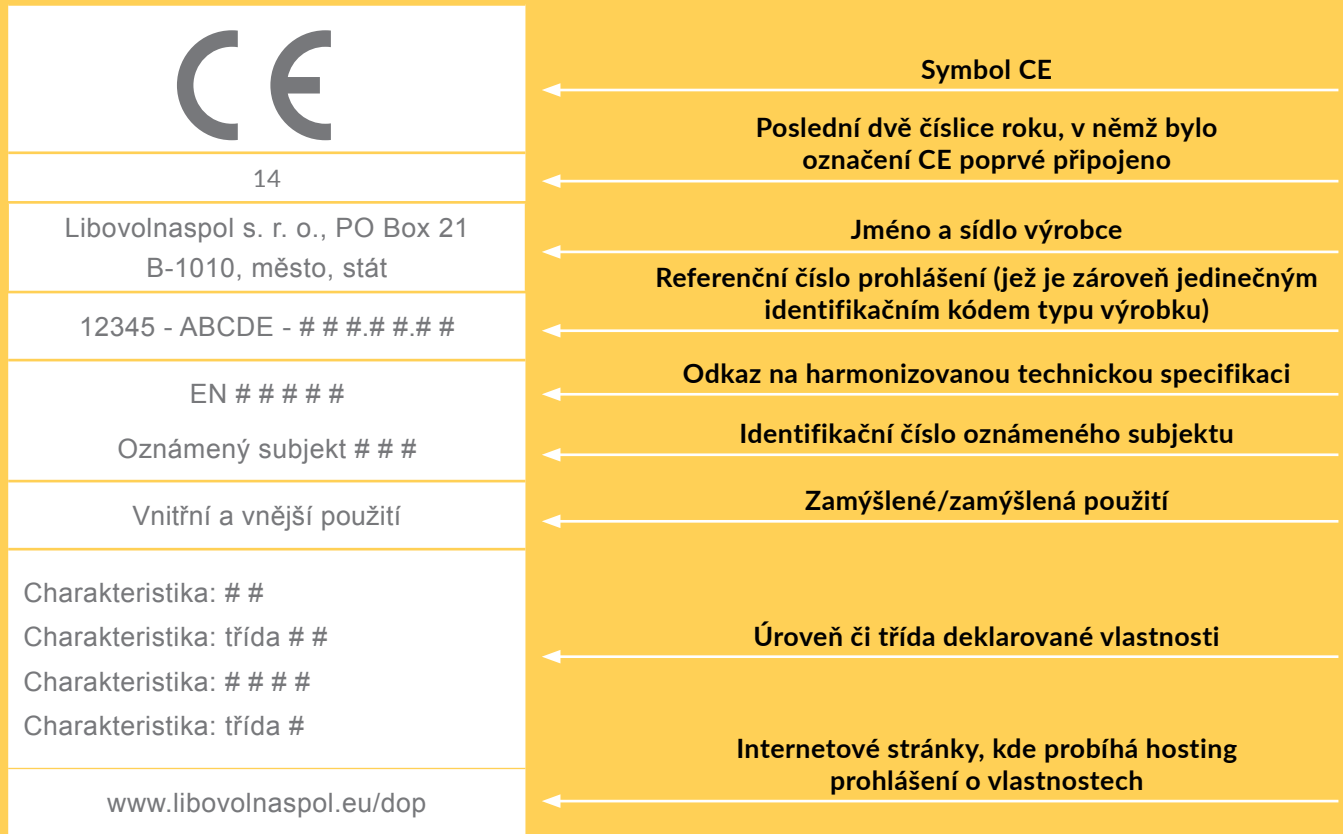 CE
Symbol CE
Poslední dvě číslice roku, v němž bylo
označení CE poprvé připojeno
14
Libovolnaspol s. r. o., PO Box 21
B-1010, město, stát
Jméno a sídlo výrobce
Referenční číslo prohlášení (jež je zároveň jedinečným
identifikačním kódem typu výrobku)
12345 - ABCDE - # # #.# #.# #
EN # # # # #
Odkaz na harmonizovanou technickou specifikaci
Oznámený subjekt # # #
Identifikační číslo oznámeného subjektu
Vnitřní a vnější použití
Zamýšlené/zamýšlená použití
Charakteristika: # #
Charakteristika: třída # #
Charakteristika: # # # #
Charakteristika: třída #
Úroveň či třída deklarované vlastnosti
Internetové stránky, kde probíhá hosting
prohlášení o vlastnostech
www.libovolnaspol.eu/dop